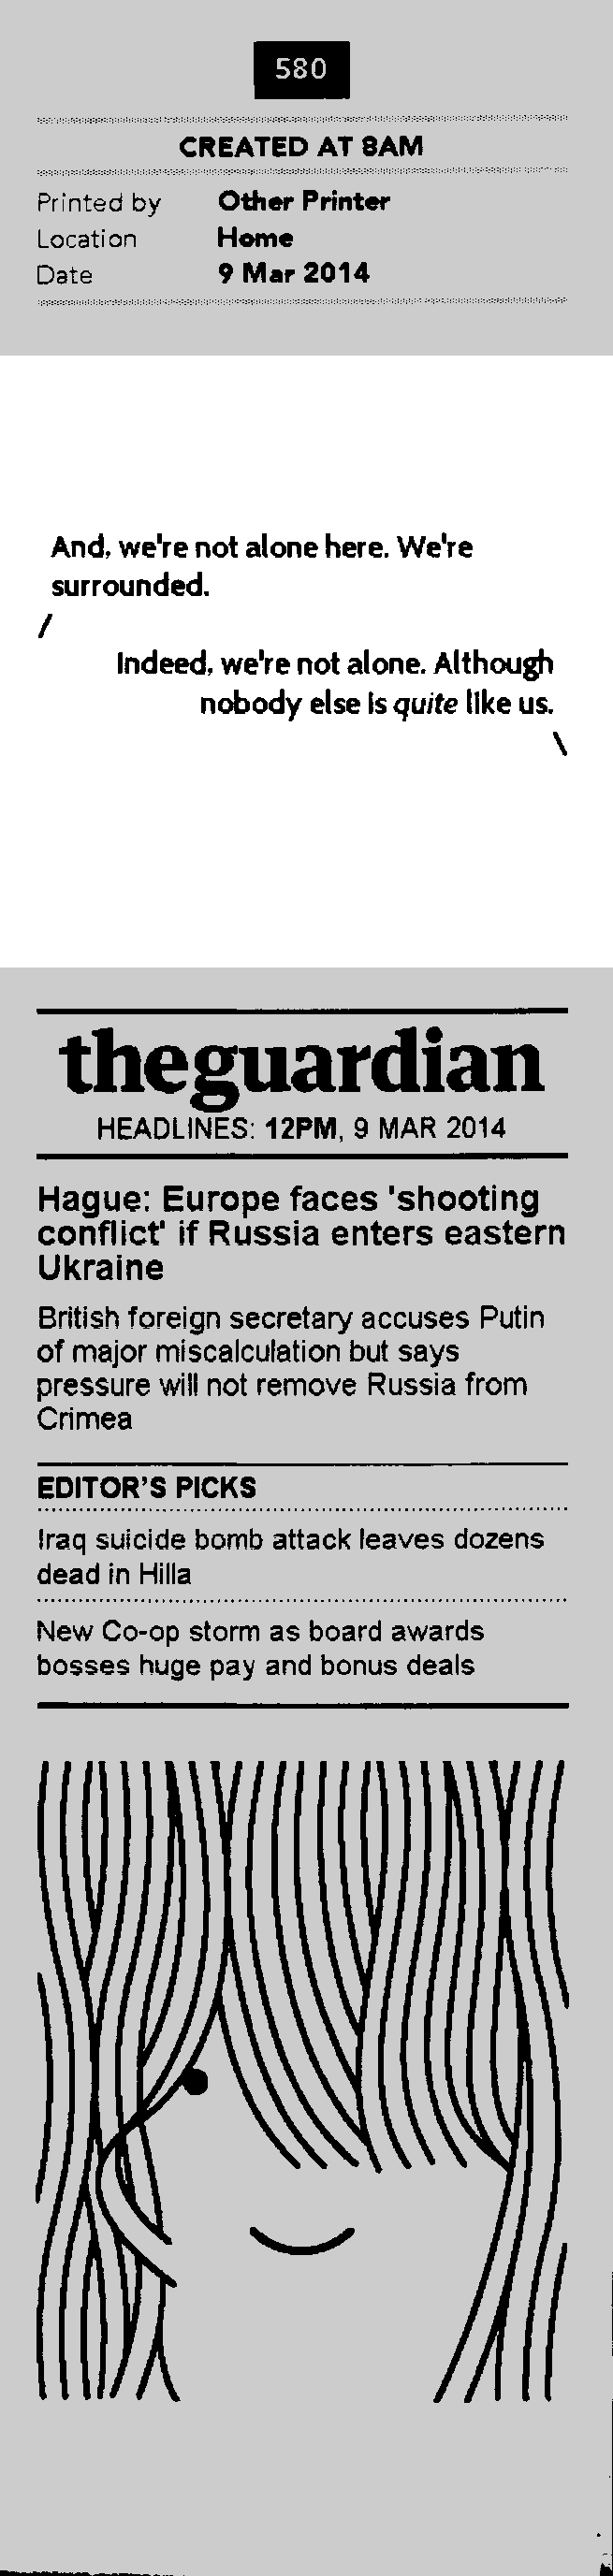 580
CREATED AT 8AM
Printed by Other Printer
Location Home
Date 9 Mar 2014
And, we're not alone here. We're
surrounded.
/
Indeed, we're not alone. Although
nobody else is quite like us.
\
theguardian
HEADLINES: 12PM, 9 MAR 2014
Hague: Europe faces 'shooting
conflict' if Russia enters eastern
Ukraine
British foreign secretary accuses Putin
of major miscalculation but says
pressure will not remove Russia from
Crimea
EDITOR'S PICKS
Iraq suicide bomb attack leaves dozens
dead in Hilla
New Co-op storm as board awards
bosses huge pay and bonus deals